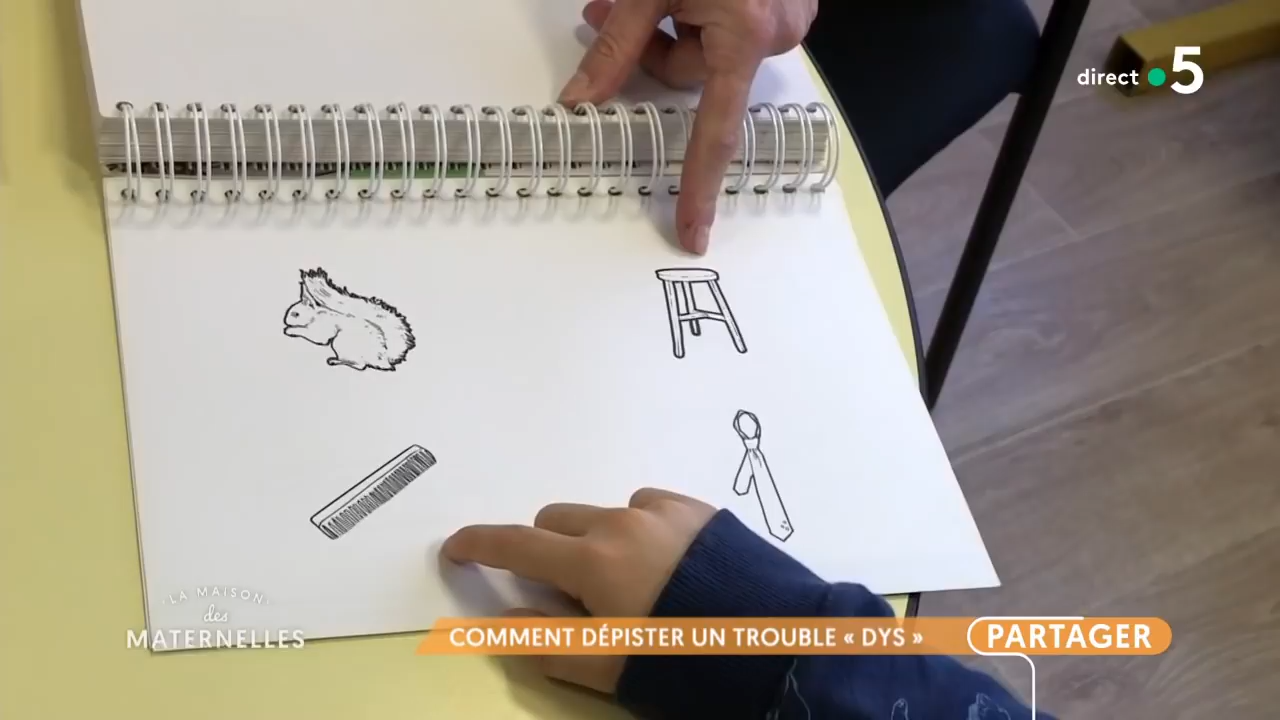 direct 5
LA MAISON
des
MATERNELLES
COMMENT DÉPISTER UN TROUBLE « DYS »
PARTAGER